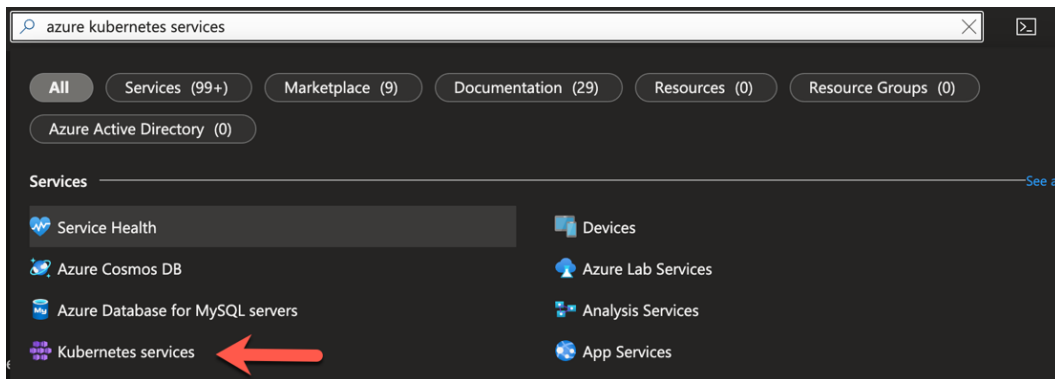 azure kubernetes services
All
Services (99+)
Marketplace (9)
Documentation (29)
Resources (0)
Resource Groups (0)
Azure Active Directory (0)
Services
See a
Service Health
Devices
Azure Cosmos DB
Azure Lab Services
Azure Database for MySQL servers
Analysis Services
Kubernetes services
App Services